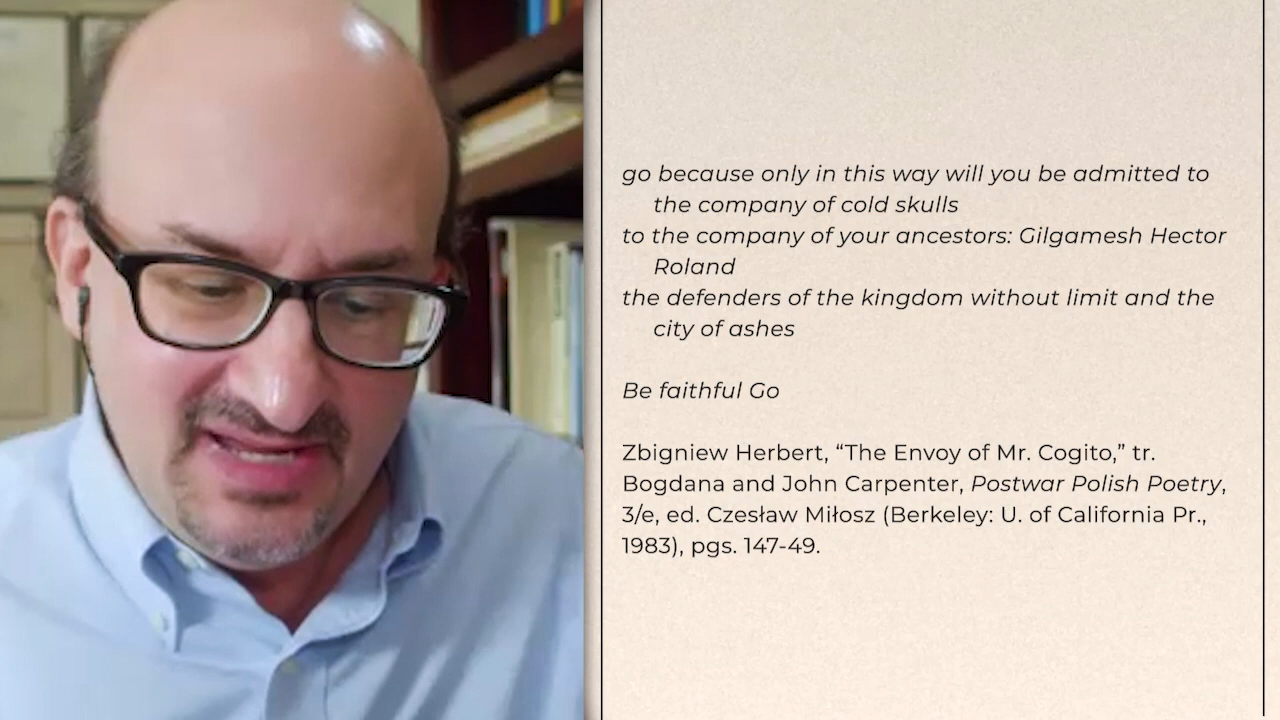 go because only in this way will you be admitted to
the company of cold skulls
to the company of your ancestors: Gilgamesh Hector
Roland
the defenders of the kingdom without limit and the
city of ashes
Be faithful Go
Zbigniew Herbert, “The Envoy of Mr. Cogito,” tr.
Bogdana and John Carpenter, Postwar Polish Poetry,
3/e, ed. Czesław Miłosz (Berkeley: U. of California Pr.,
1983), pgs. 147-49.